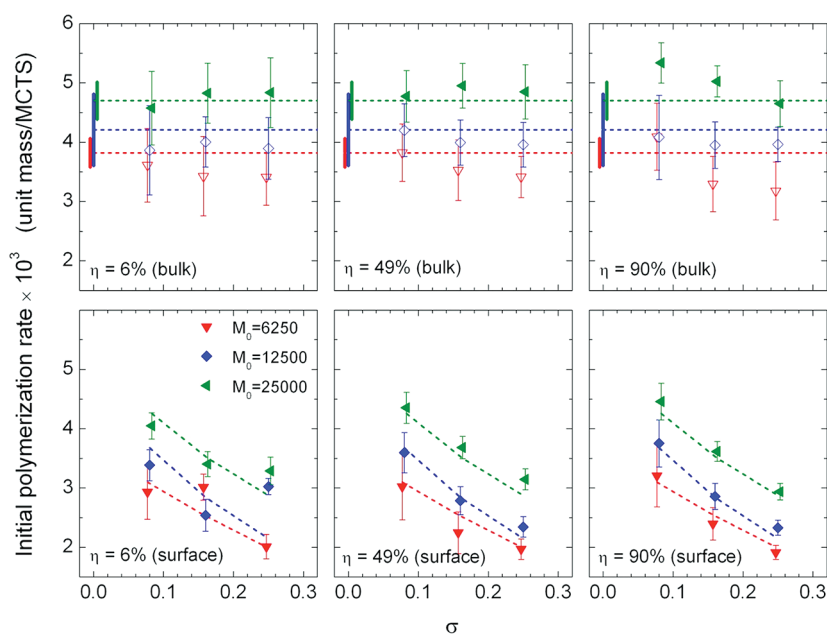 Initial polymerization rate × 10³ (unit mass/MCTS)
6
5
4
3
2
η = 6% (bulk)
η = 49% (bulk)
η = 90% (bulk)
M₀=6250
M₀=12500
M₀=25000
5
4
3
2
η = 6% (surface)
η = 49% (surface)
η = 90% (surface)
0.0 0.1 0.2 0.3 0.0 0.1 0.2 0.3 0.0 0.1 0.2 0.3
σ